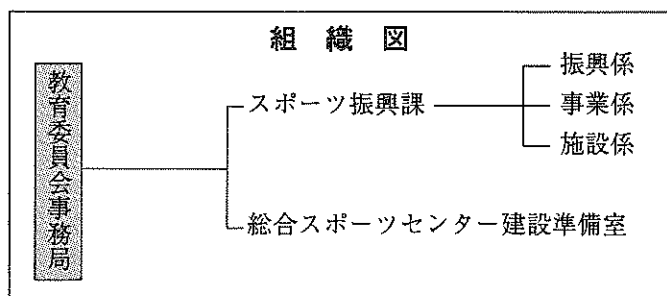 組織図
教育委員会事務局
スポーツ振興課
振興係
事業係
施設係
総合スポーツセンター建設準備室